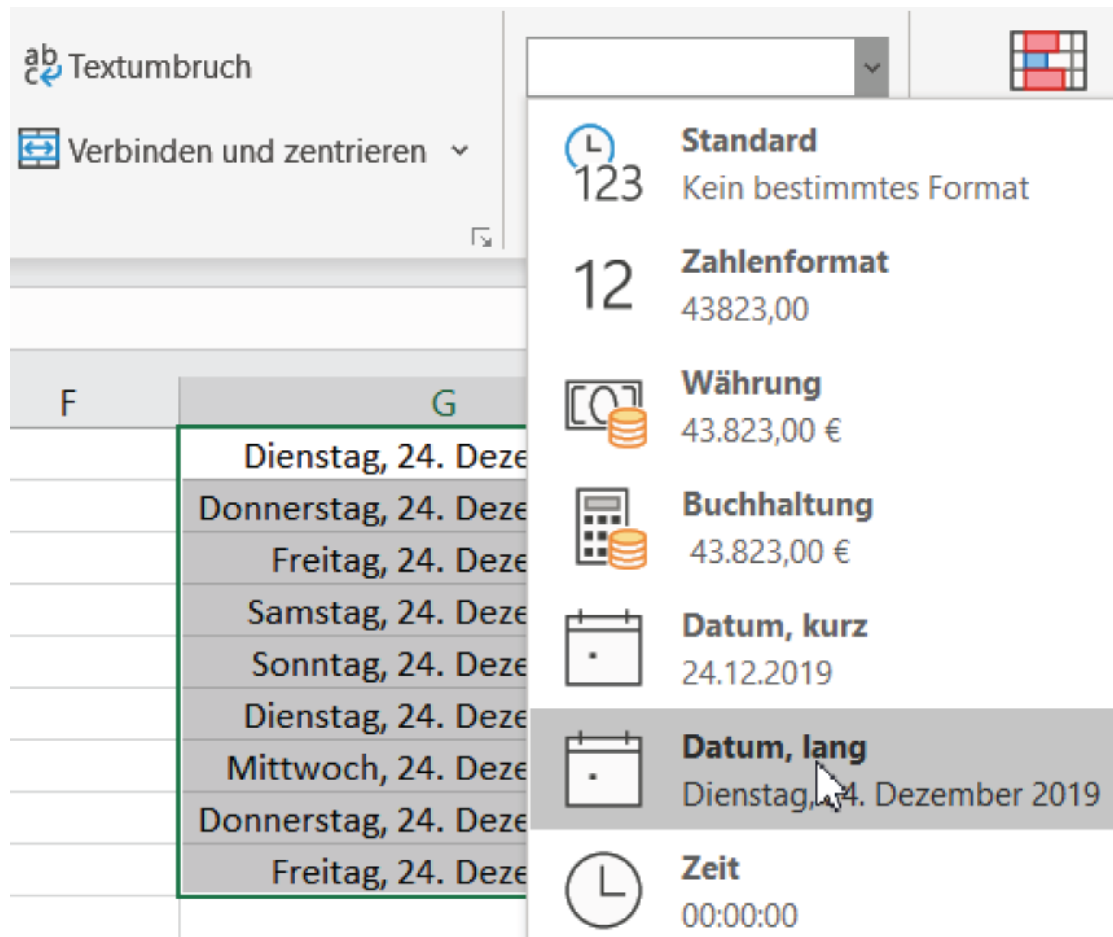 Textumbruch
Verbinden und zentrieren
Standard
123
Kein bestimmtes Format
12
Zahlenformat
43823,00
Währung
43.823,00 €
Buchhaltung
43.823,00 €
Datum, kurz
24.12.2019
Datum, lang
Dienstag, 4. Dezember 2019
Zeit
00:00:00
F
G
Dienstag, 24. Deze
Donnerstag, 24. Deze
Freitag, 24. Deze
Samstag, 24. Deze
Sonntag, 24. Deze
Dienstag, 24. Deze
Mittwoch, 24. Deze
Donnerstag, 24. Deze
Freitag, 24. Deze